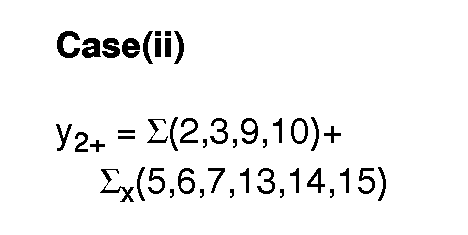 Case(ii)
y₂₊ = Σ(2,3,9,10)+
Σₓ(5,6,7,13,14,15)